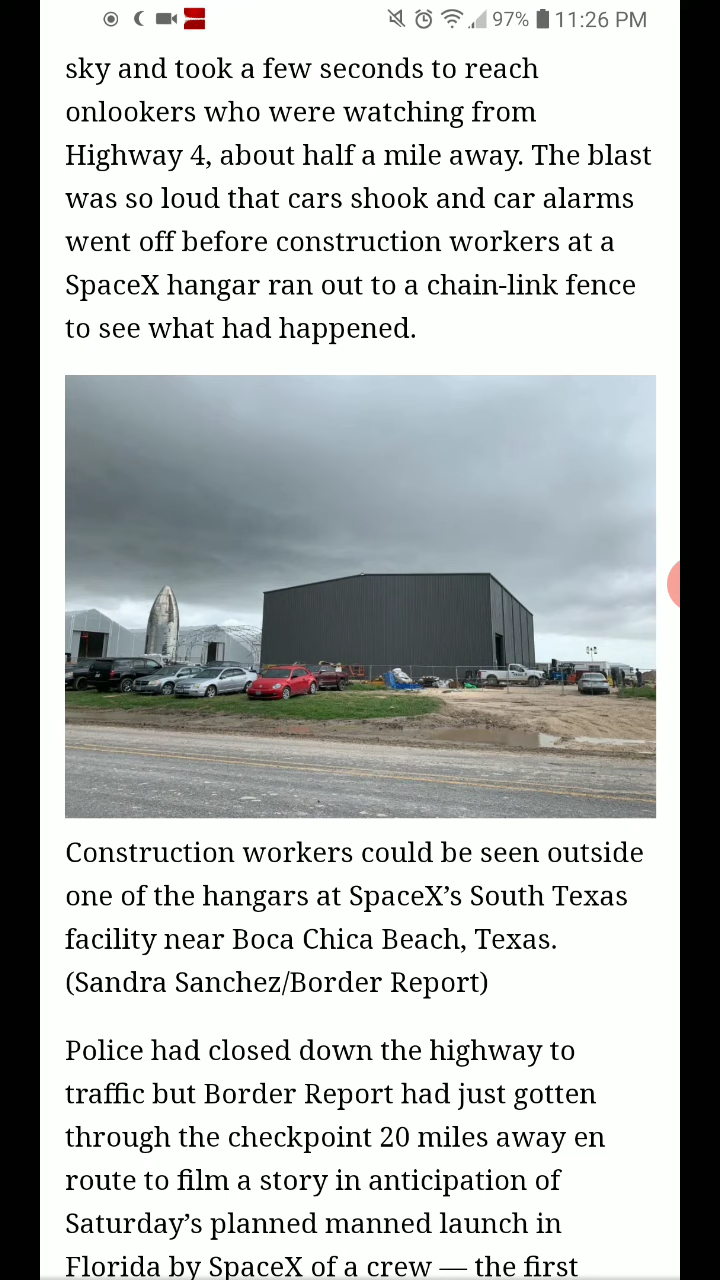 97% 11:26 PM
sky and took a few seconds to reach
onlookers who were watching from
Highway 4, about half a mile away. The blast
was so loud that cars shook and car alarms
went off before construction workers at a
SpaceX hangar ran out to a chain-link fence
to see what had happened.
Construction workers could be seen outside
one of the hangars at SpaceX’s South Texas
facility near Boca Chica Beach, Texas.
(Sandra Sanchez/Border Report)
Police had closed down the highway to
traffic but Border Report had just gotten
through the checkpoint 20 miles away en
route to film a story in anticipation of
Saturday’s planned manned launch in
Florida by SpaceX of a crew — the first